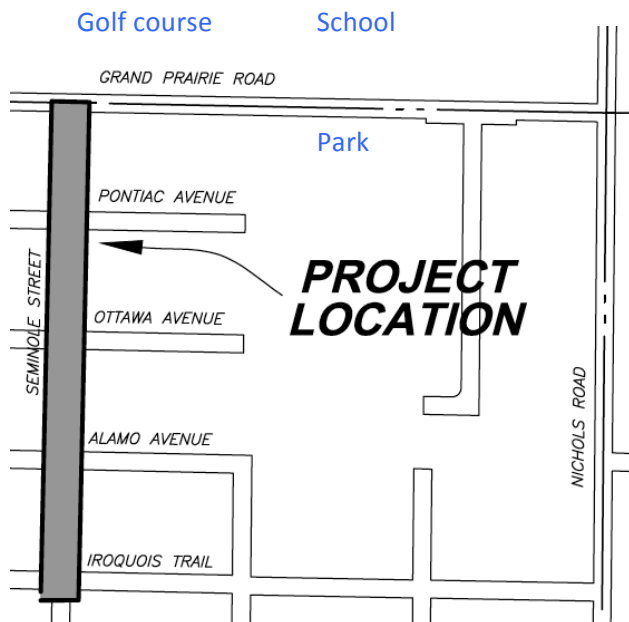 Golf course
School
GRAND PRAIRIE ROAD
Park
PONTIAC AVENUE
PROJECT
LOCATION
SEMINOLE STREET
OTTAWA AVENUE
NICHOLS ROAD
ALAMO AVENUE
IROQUOIS TRAIL